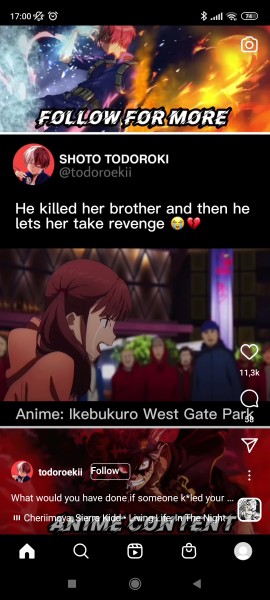 17:00
74
FOLLOW FOR MORE
SHOTO TODOROKI
@todoroekii
He killed her brother and then he
lets her take revenge 😭💔
Anime: Ikebukuro West Gate Park
11,3k
58
todoroekii
Follow
What would you have done if someone k*led your ...
Cheriimoya, Sierra Kidd • Living Life, In The Night
ANIME CONTENT